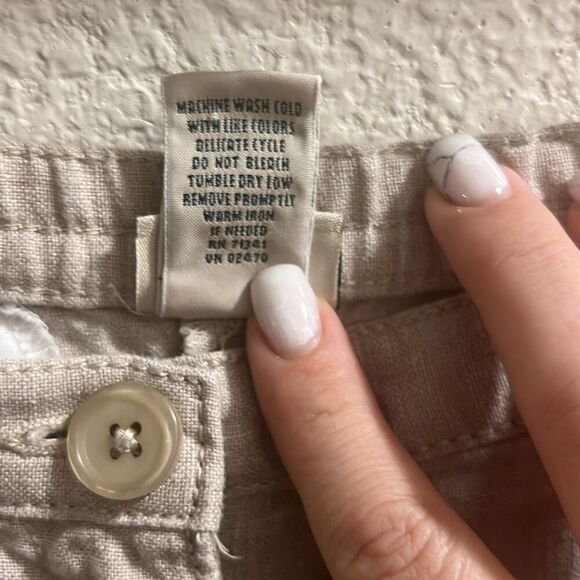 MACHINE WASH COLD
WITH LIKE COLORS
DELICATE CYCLE
DO NOT BLEACH
TUMBLE DRY LOW
REMOVE PROMPTLY
WARM IRON
IF NEEDED
RN 71341
VN 02470